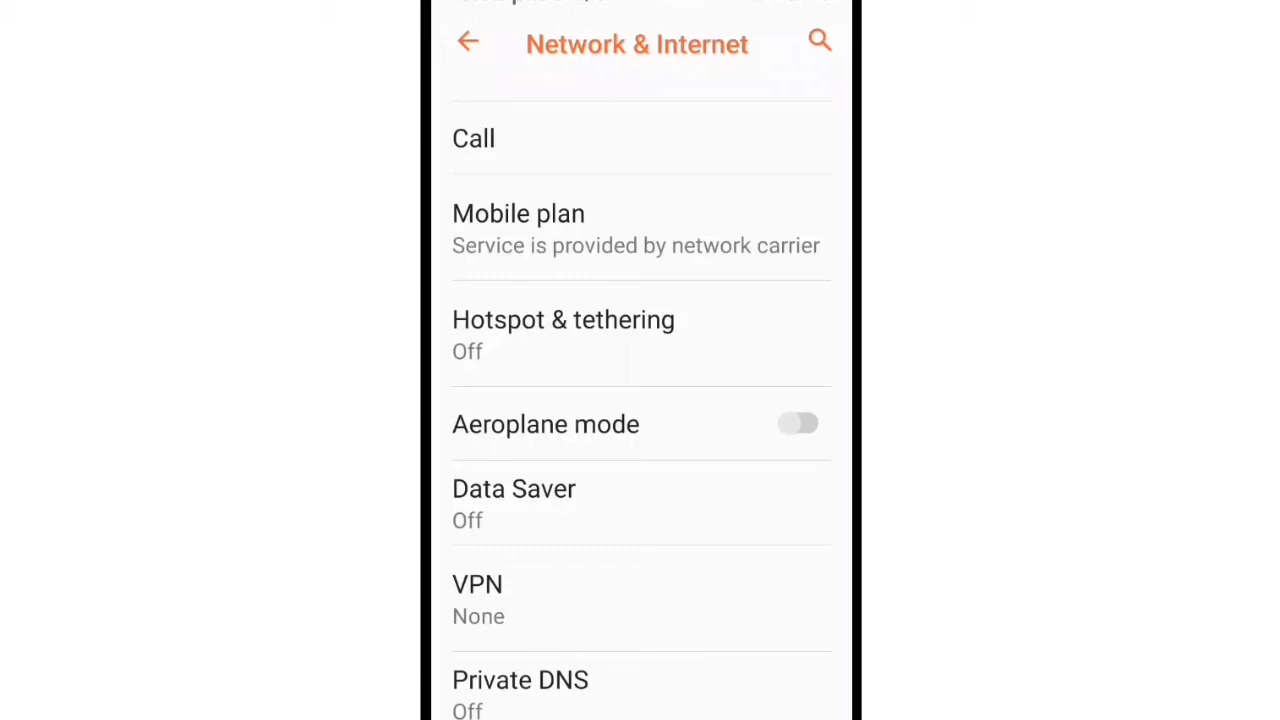 Network & Internet
Call
Mobile plan
Service is provided by network carrier
Hotspot & tethering
Off
Aeroplane mode
Data Saver
Off
VPN
None
Private DNS
Off